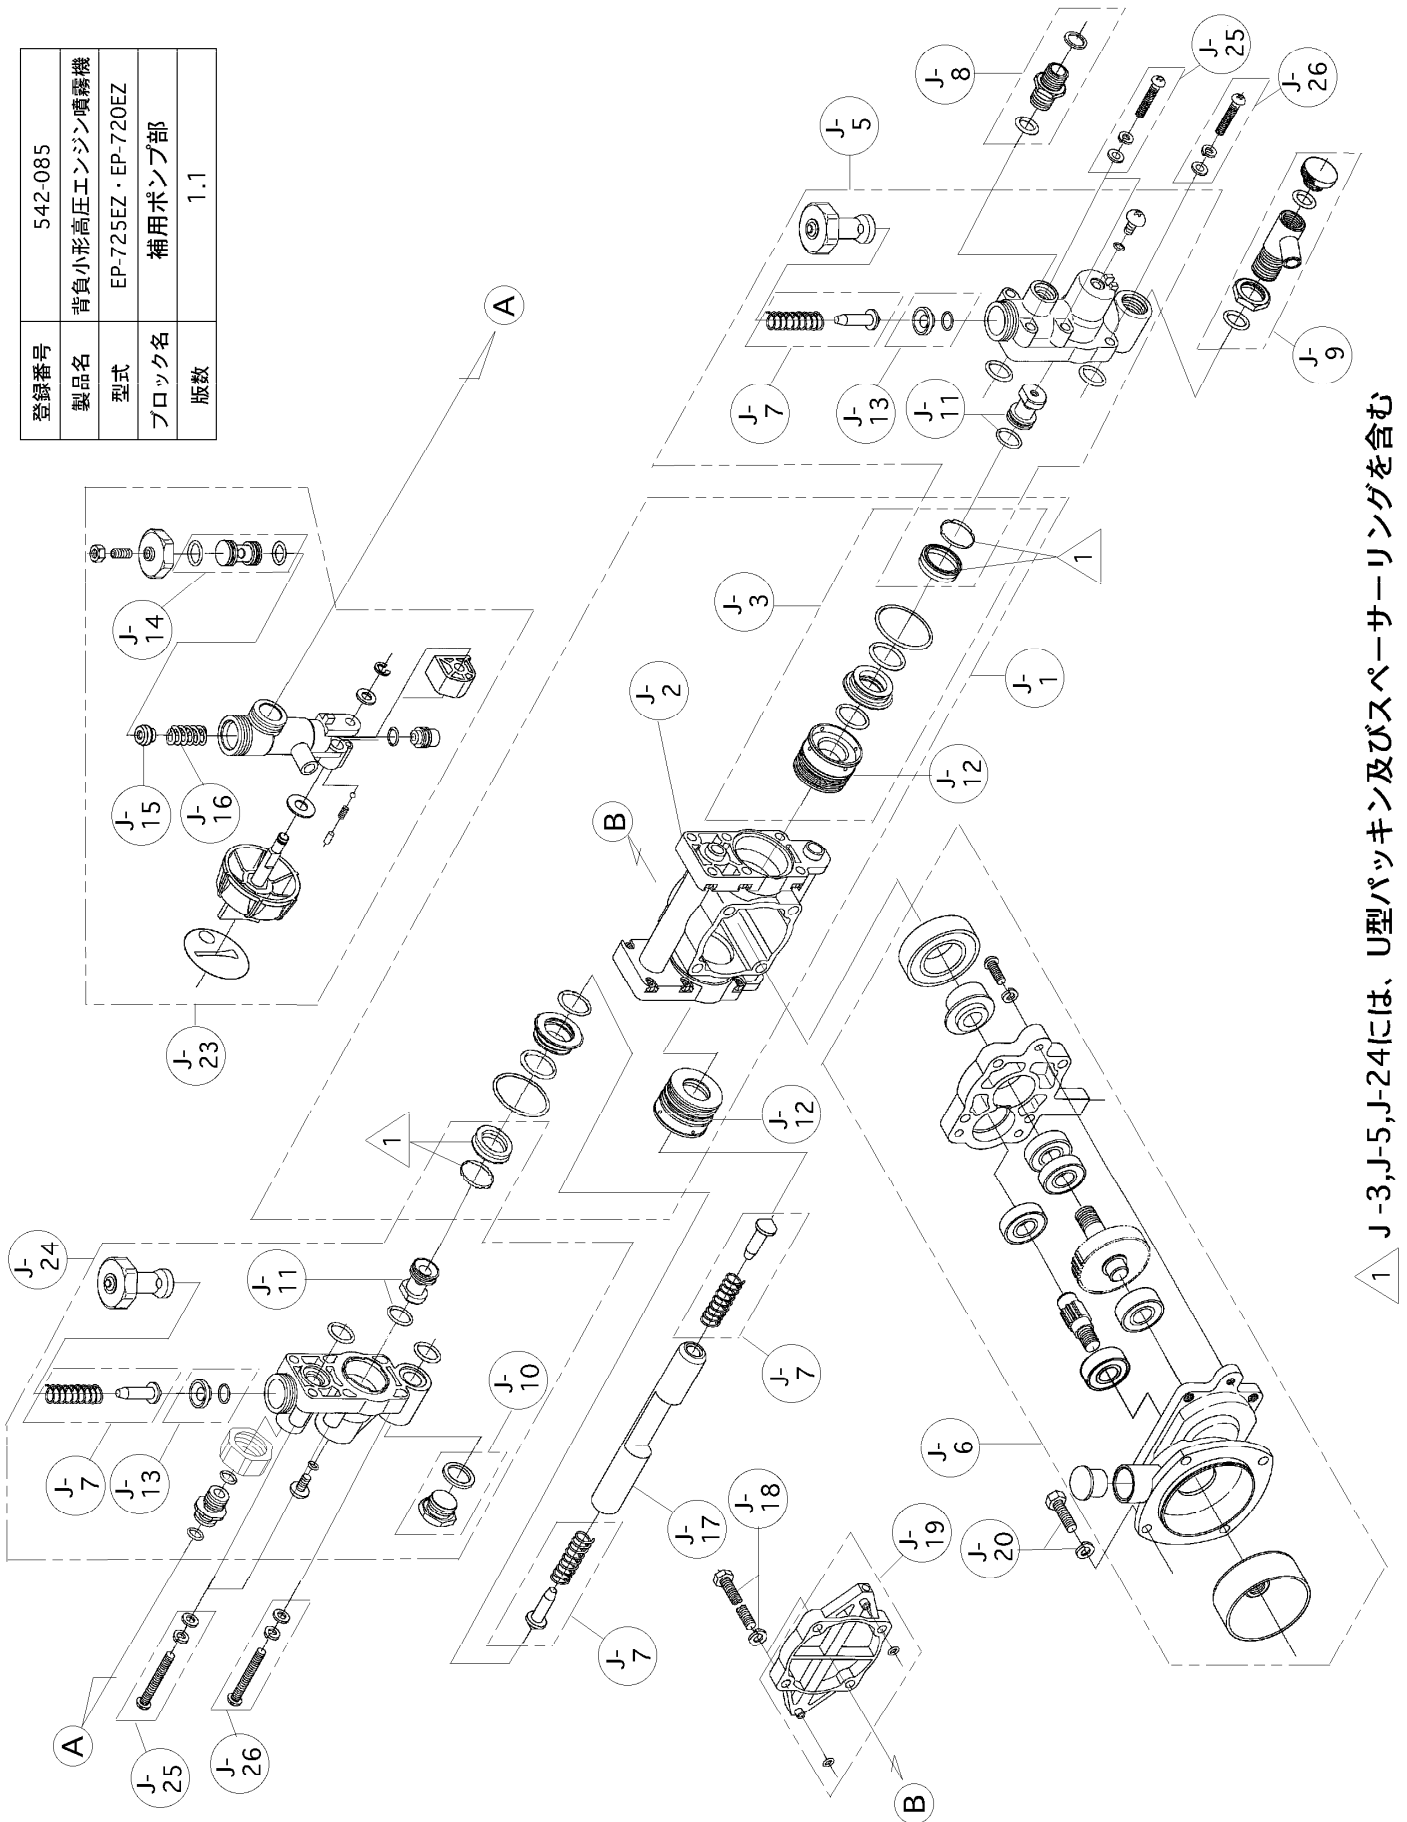 登録番号 542-085
製品名 背負小形高圧エンジン噴霧機
型式 EP-725EZ・EP-720EZ
ブロック名 補用ポンプ部
版数 1.1
A
J-8
J-25
J-26
J-5
J-9
J-7
J-13
J-11
J-14
J-15
J-16
J-23
J-3
1
J-1
J-2
J-12
B
J-12
1
J-24
J-11
J-7
J-13
J-10
J-7
J-17
J-18
J-19
J-7
J-6
J-20
A
J-25
J-26
B
1 J-3,J-5,J-24には、U型パッキン及びスペーサーリングを含む